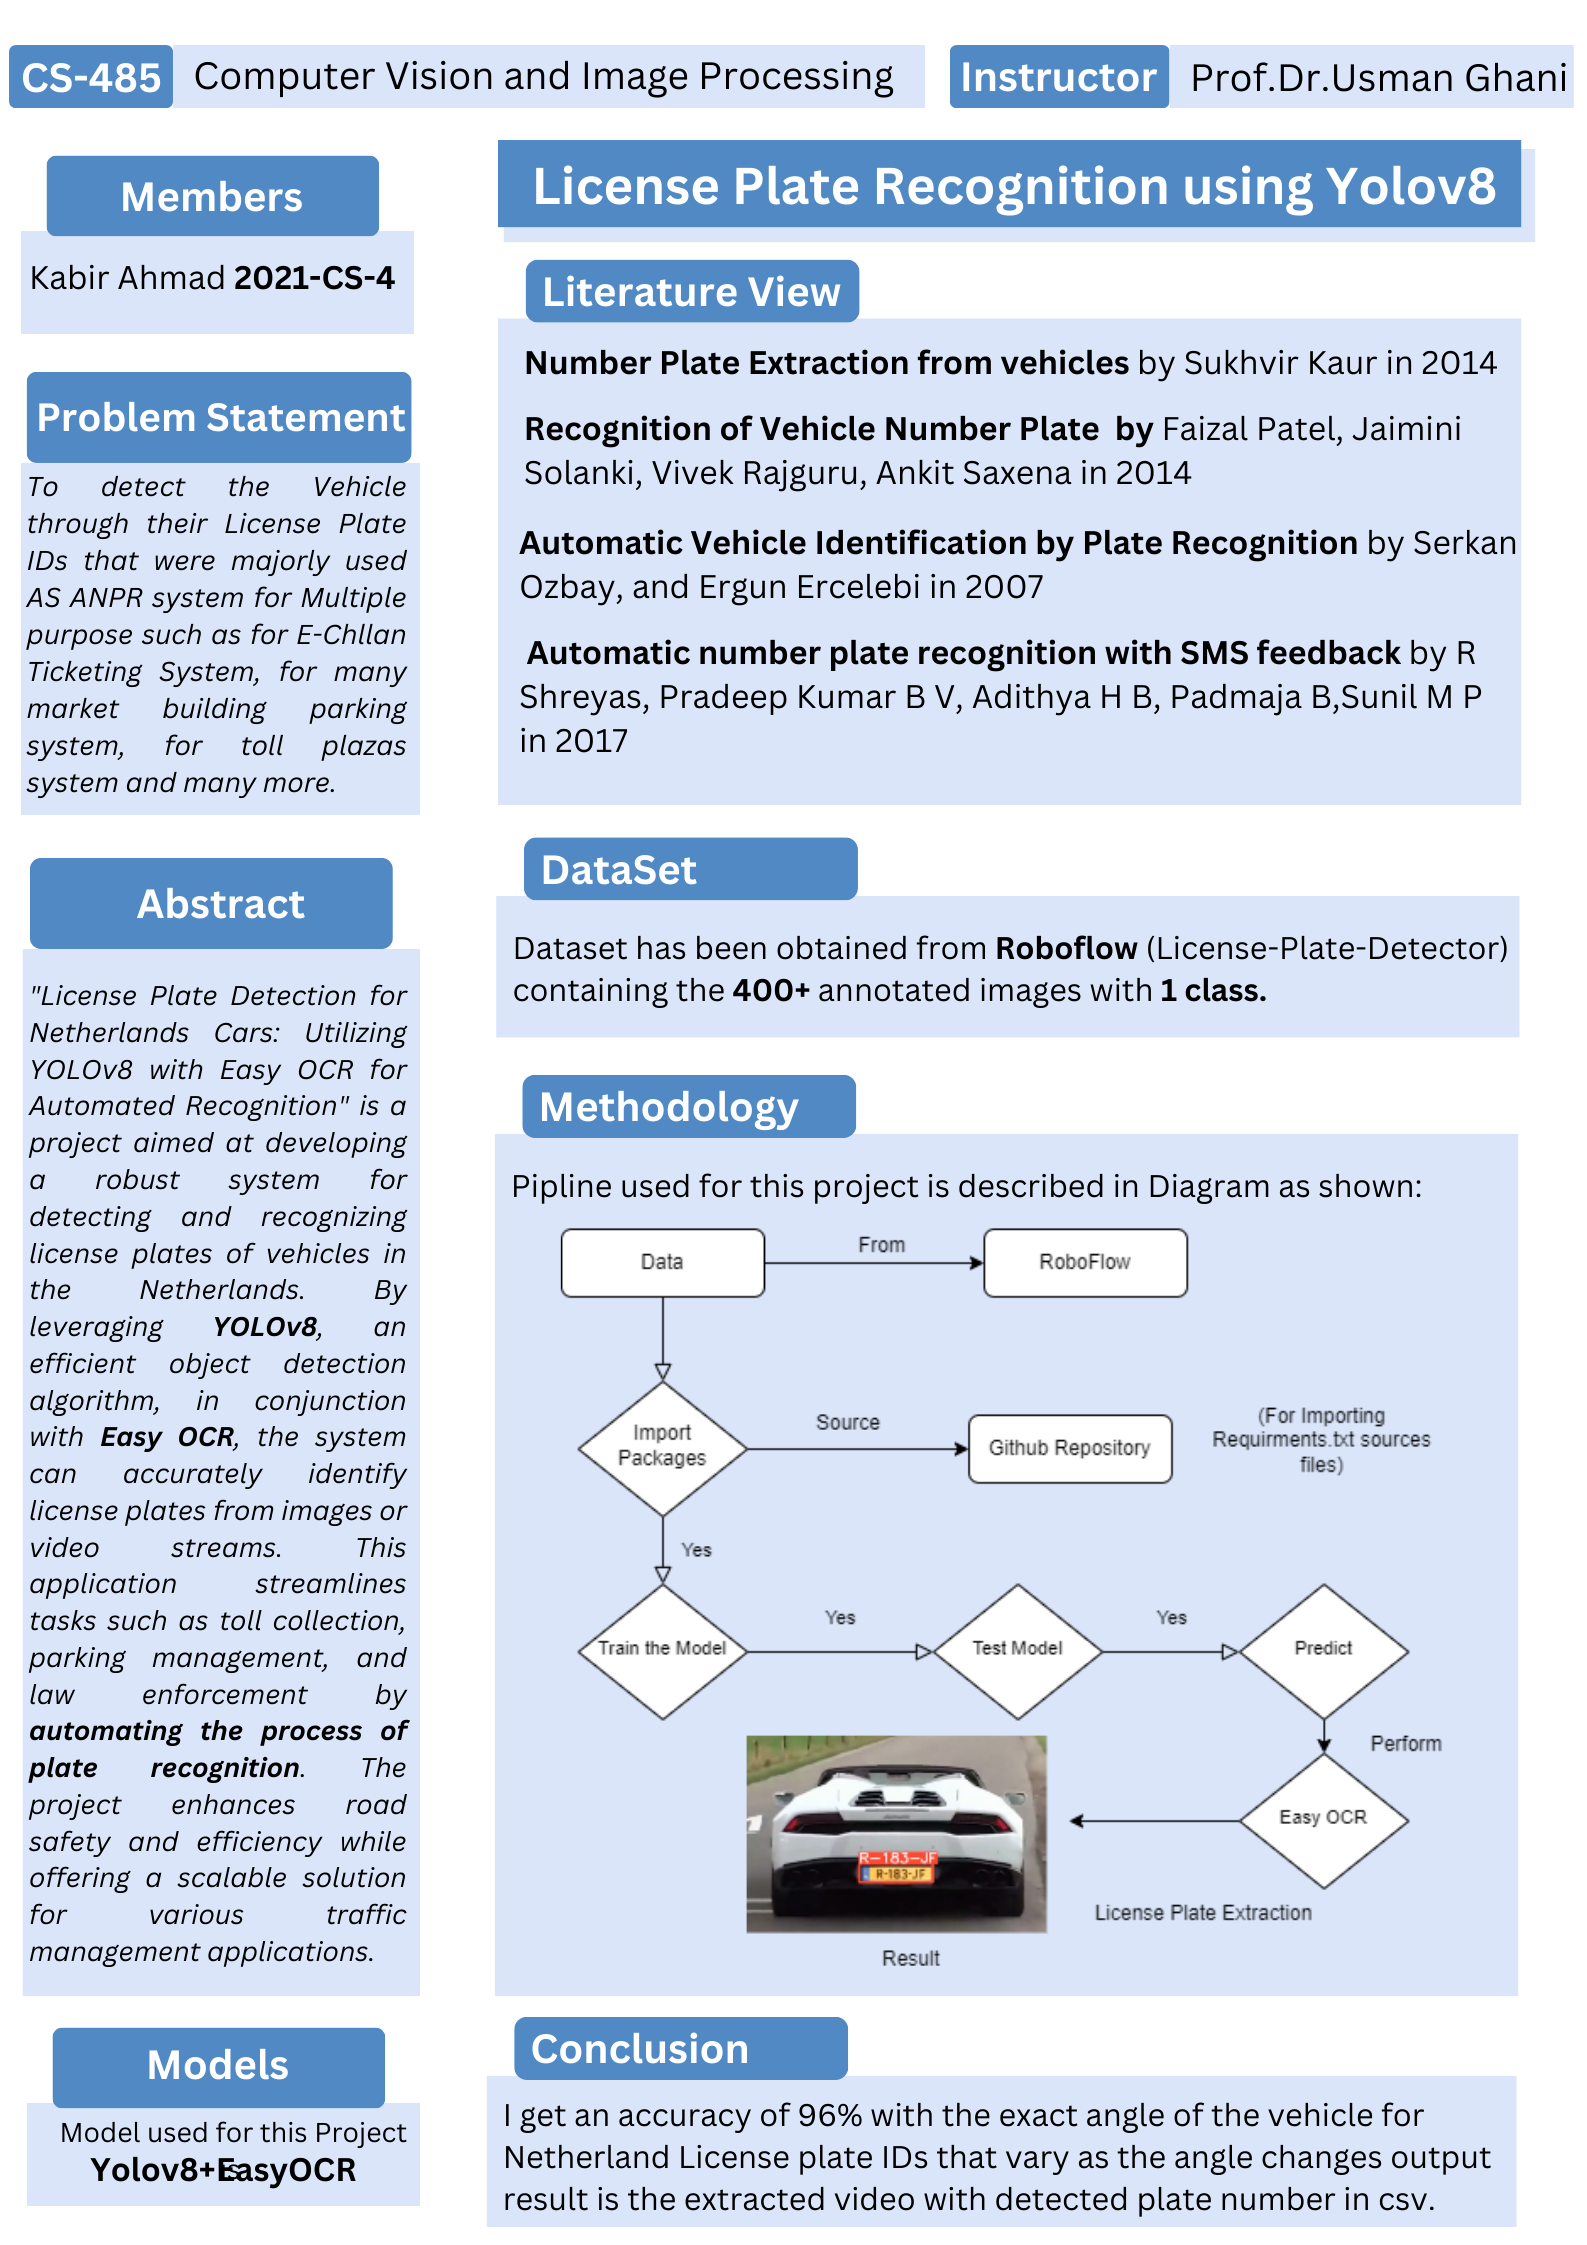 CS-485 Computer Vision and Image Processing Instructor Prof.Dr.Usman Ghani
Members
Kabir Ahmad 2021-CS-4
Problem Statement
To detect the Vehicle
through their License Plate
IDs that were majorly used
AS ANPR system for Multiple
purpose such as for E-Chllan
Ticketing System, for many
market building parking
system, for toll plazas
system and many more.
Abstract
"License Plate Detection for
Netherlands Cars: Utilizing
YOLOv8 with Easy OCR for
Automated Recognition" is a
project aimed at developing
a robust system for
detecting and recognizing
license plates of vehicles in
the Netherlands. By
leveraging YOLOv8, an
efficient object detection
algorithm, in conjunction
with Easy OCR, the system
can accurately identify
license plates from images or
video streams. This
application streamlines
tasks such as toll collection,
parking management, and
law enforcement by
automating the process of
plate recognition. The
project enhances road
safety and efficiency while
offering a scalable solution
for various traffic
management applications.
Models
Model used for this Project
is
Yolov8+EasyOCR
License Plate Recognition using Yolov8
Literature View
Number Plate Extraction from vehicles by Sukhvir Kaur in 2014
Recognition of Vehicle Number Plate by Faizal Patel, Jaimini
Solanki, Vivek Rajguru, Ankit Saxena in 2014
Automatic Vehicle Identification by Plate Recognition by Serkan
Ozbay, and Ergun Ercelebi in 2007
Automatic number plate recognition with SMS feedback by R
Shreyas, Pradeep Kumar B V, Adithya H B, Padmaja B,Sunil M P
in 2017
DataSet
Dataset has been obtained from Roboflow (License-Plate-Detector)
containing the 400+ annotated images with 1 class.
Methodology
Pipline used for this project is described in Diagram as shown:
Data
From
RoboFlow
Import
Packages
Source
Github Repository
(For Importing
Requirments.txt sources
files)
Yes
Train the Model
Yes
Test Model
Yes
Predict
Perform
Easy OCR
License Plate Extraction
R-183-JF
R-183-JF
Result
Conclusion
I get an accuracy of 96% with the exact angle of the vehicle for
Netherland License plate IDs that vary as the angle changes output
result is the extracted video with detected plate number in csv.